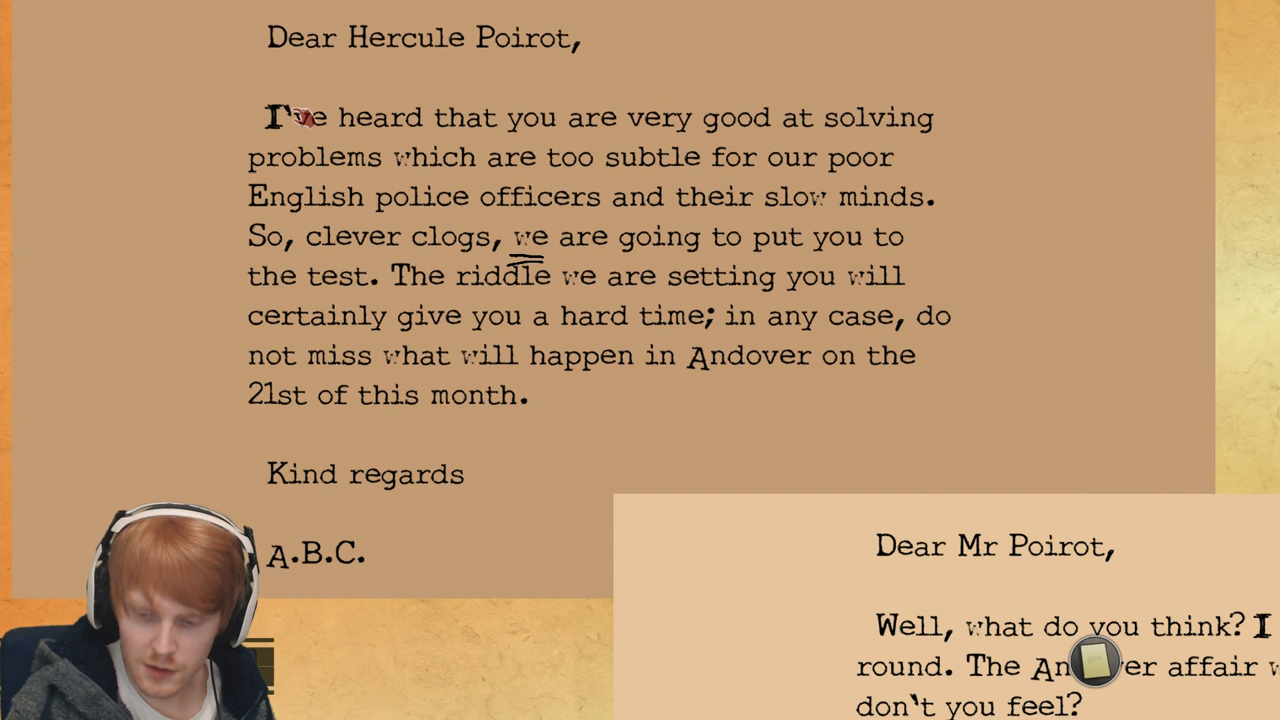 Dear Hercule Poirot,
I've heard that you are very good at solving
problems which are too subtle for our poor
English police officers and their slow minds.
So, clever clogs, we are going to put you to
the test. The riddle we are setting you will
certainly give you a hard time; in any case, do
not miss what will happen in Andover on the
21st of this month.
Kind regards
A.B.C.
Dear Mr Poirot,
Well, what do you think? I
round. The affair
don't you feel?